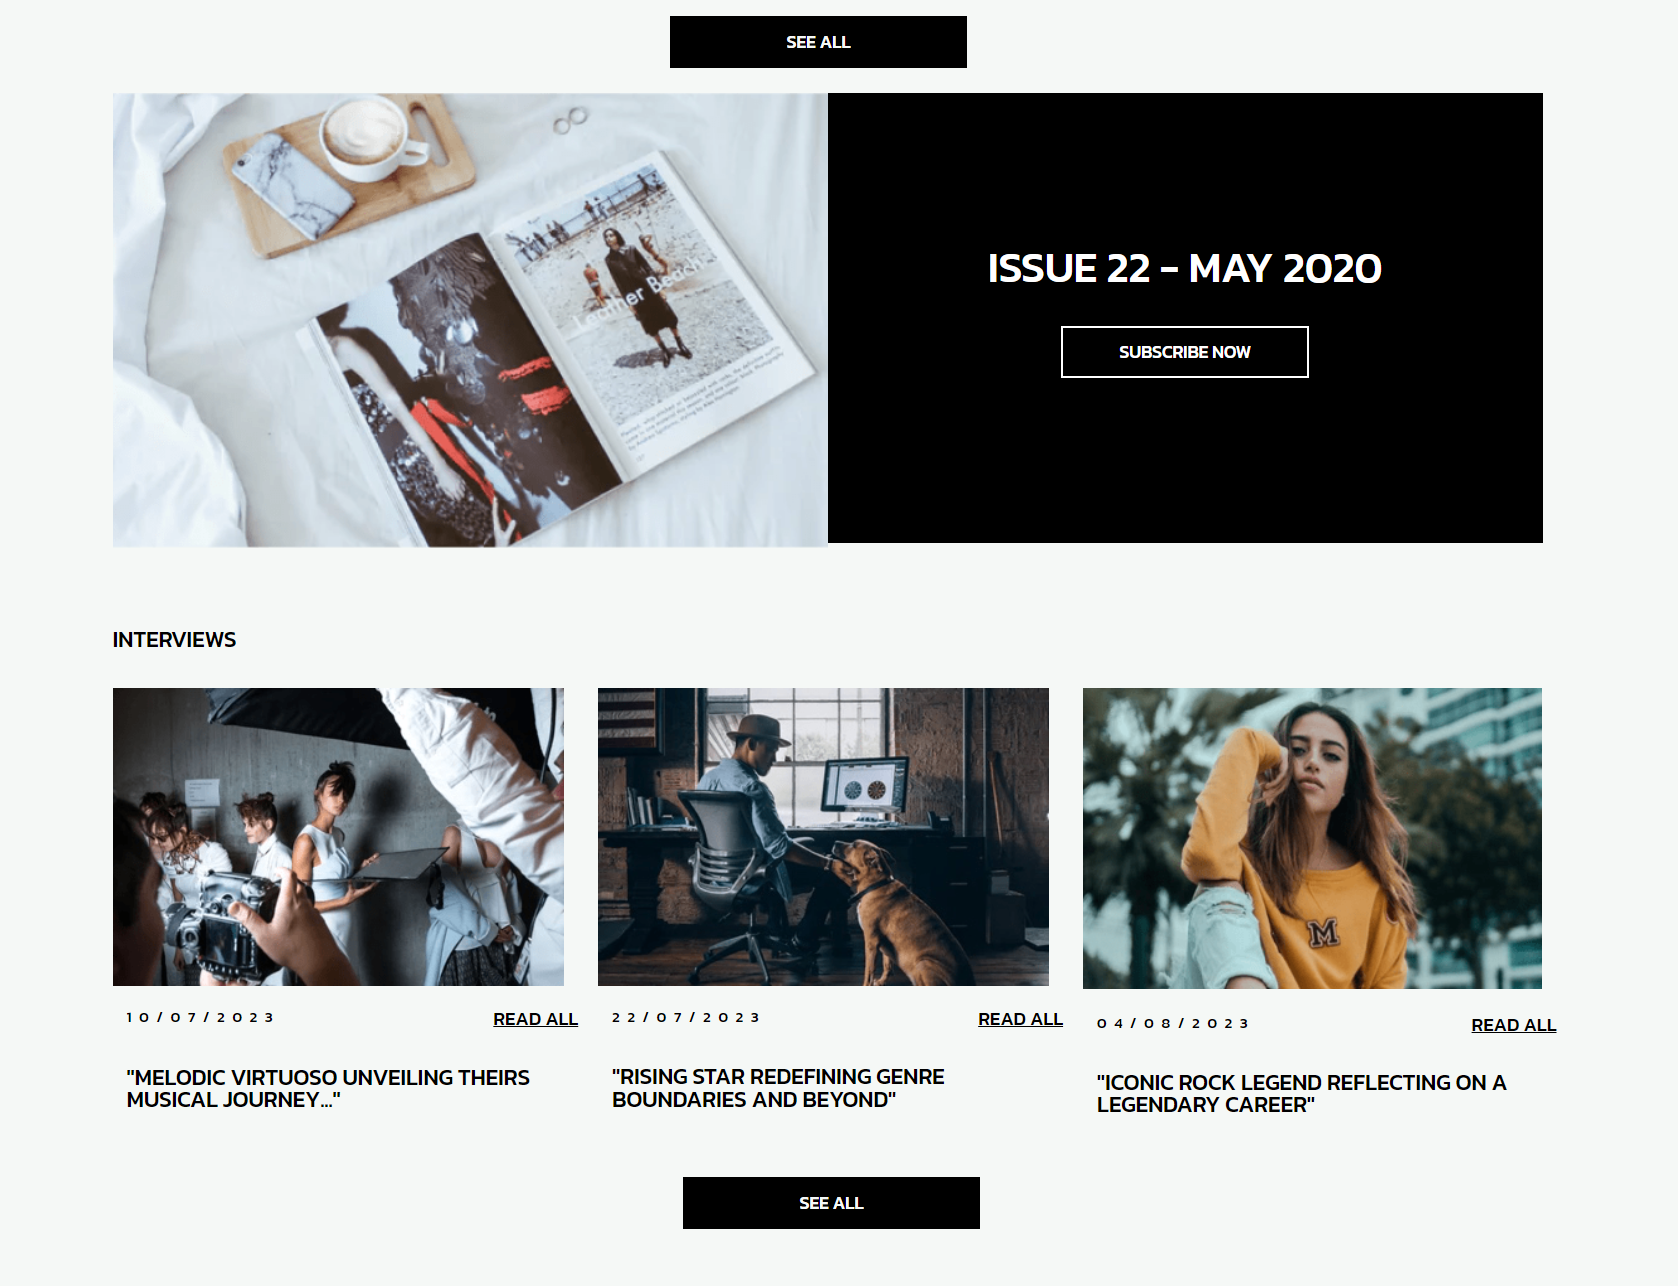 SEE ALL
Leather Beach
ISSUE 22 - MAY 2020
SUBSCRIBE NOW
INTERVIEWS
M
10/07/2023
READ ALL
"MELODIC VIRTUOSO UNVEILING THEIRS
MUSICAL JOURNEY..."
22/07/2023
READ ALL
"RISING STAR REDEFINING GENRE
BOUNDARIES AND BEYOND"
04/08/2023
READ ALL
"ICONIC ROCK LEGEND REFLECTING ON A
LEGENDARY CAREER"
SEE ALL